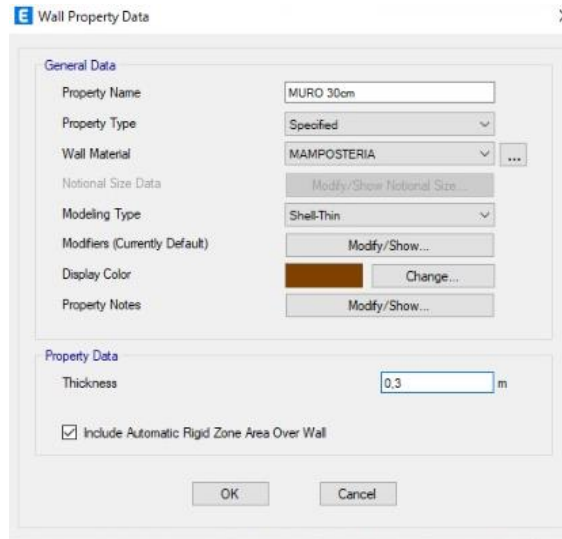 E Wall Property Data
General Data
Property Name MURO 30cm
Property Type Specified
Wall Material MAMPOSTERIA ...
Notional Size Data Modify/Show Notional Size...
Modeling Type Shell-Thin
Modifiers (Currently Default) Modify/Show...
Display Color Change...
Property Notes Modify/Show...
Property Data
Thickness 0,3 m
Include Automatic Rigid Zone Area Over Wall
OK Cancel